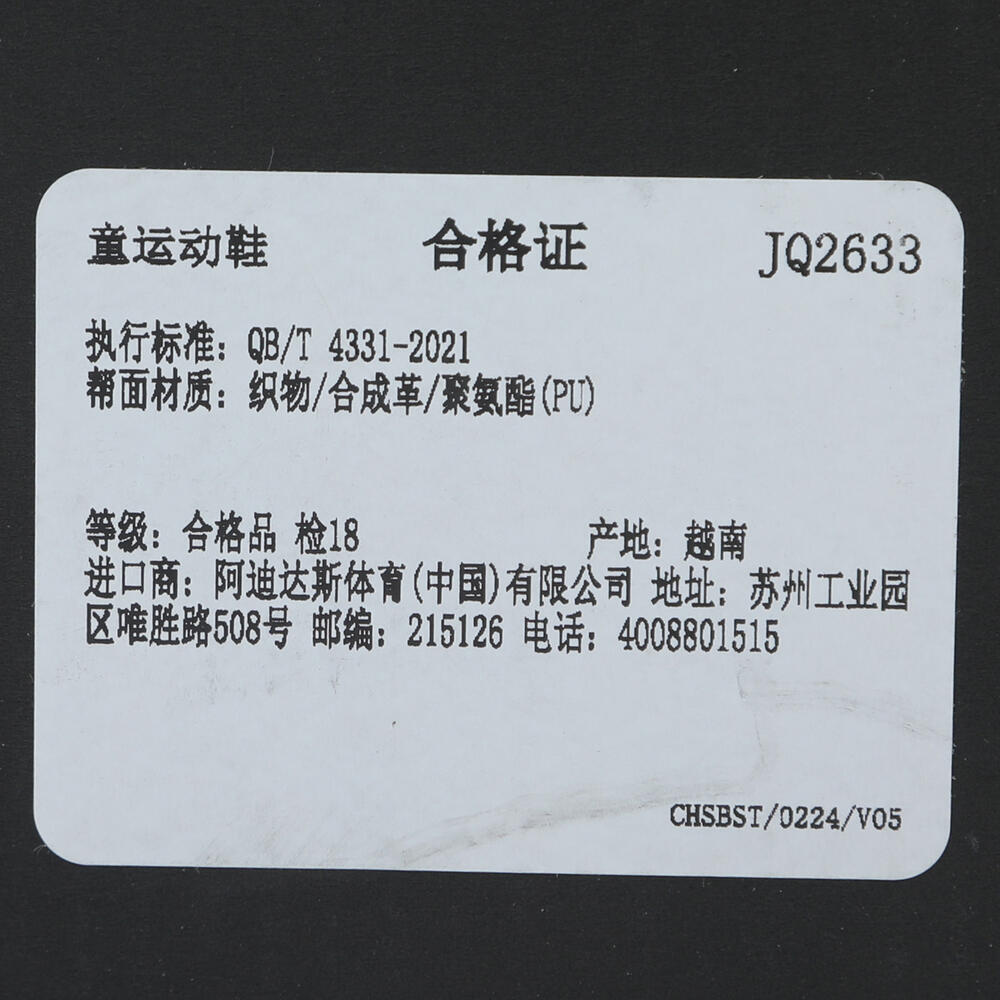 童运动鞋 合格证 JQ2633
执行标准: QB/T 4331-2021
帮面材质: 织物/合成革/聚氨酯(PU)
等级: 合格品 检18 产地: 越南
进口商: 阿迪达斯体育(中国)有限公司 地址: 苏州工业园
区唯胜路508号 邮编: 215126 电话: 4008801515
CHSBST/0224/V05